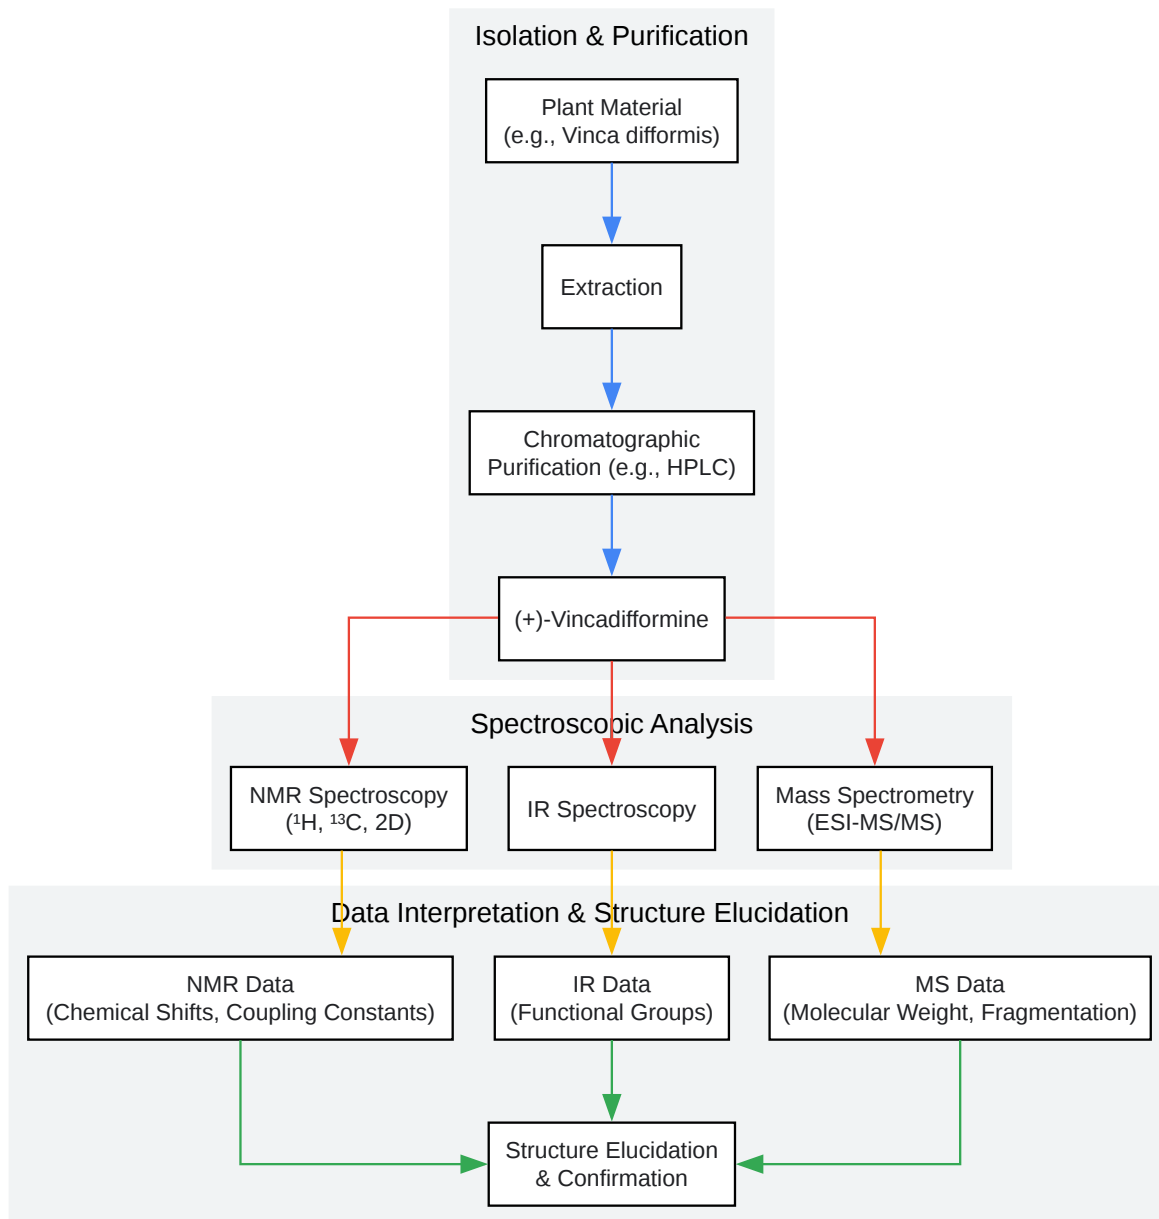 Isolation & Purification
Plant Material
(e.g., Vinca difformis)
Extraction
Chromatographic
Purification (e.g., HPLC)
(+)-Vincadifformine
Spectroscopic Analysis
NMR Spectroscopy
(¹H, ¹³C, 2D)
IR Spectroscopy
Mass Spectrometry
(ESI-MS/MS)
Data Interpretation & Structure Elucidation
NMR Data
(Chemical Shifts, Coupling Constants)
IR Data
(Functional Groups)
MS Data
(Molecular Weight, Fragmentation)
Structure Elucidation
& Confirmation